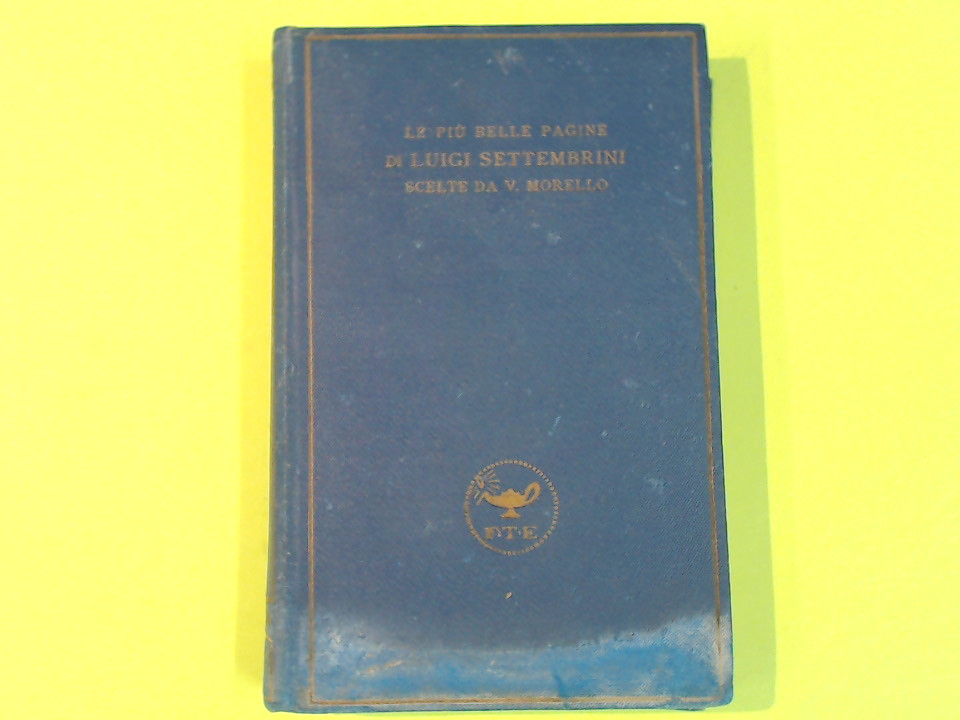 LE PIÙ BELLE PAGINE
DI LUIGI SETTEMBRINI
SCELTE DA V. MORELLO
F·T·E